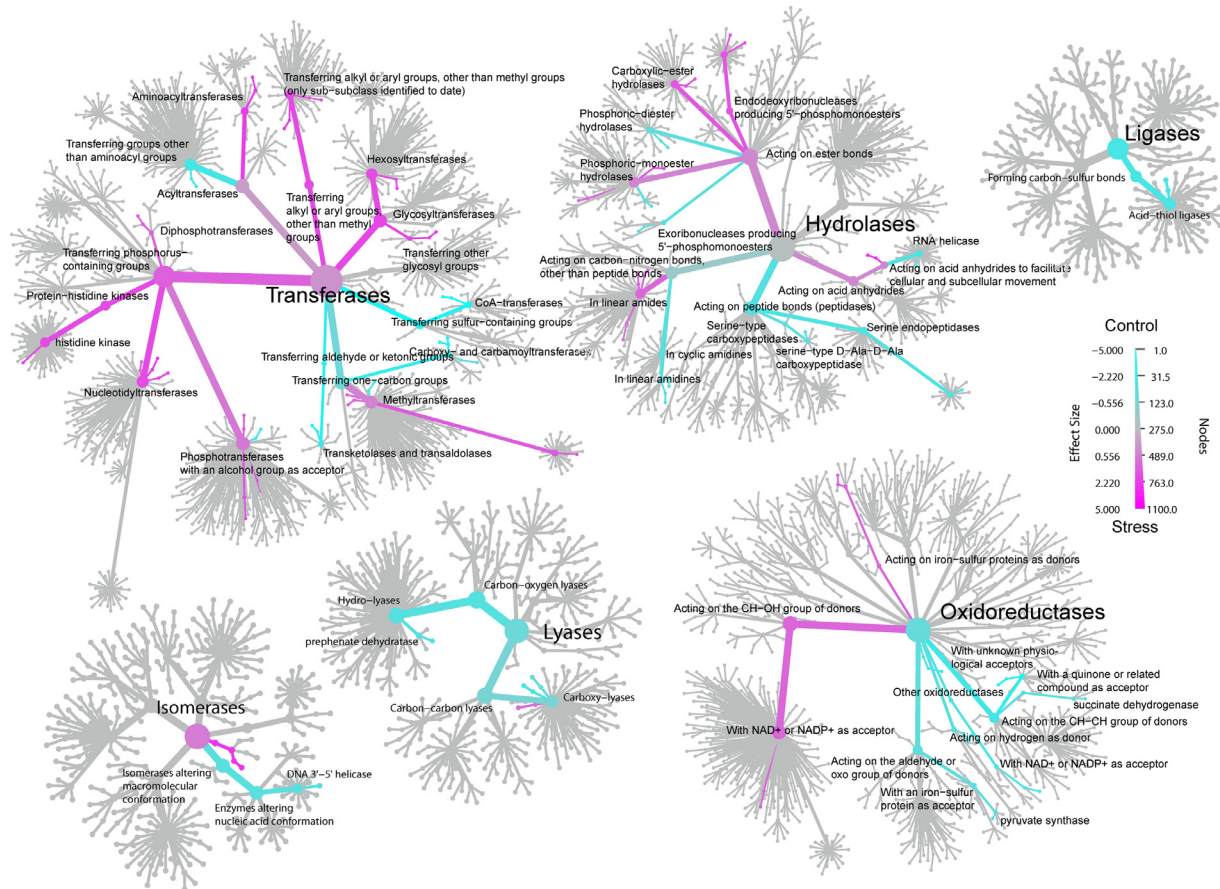 Transferring alkyl or aryl groups, other than methyl groups
(only sub−subclass identified to date)
Aminoacyltransferases
Transferring groups other
than aminoacyl groups
Hexosyltransferases
Acyltransferases
Transferring
alkyl or aryl groups,
other than methyl
groups
Glycosyltransferases
Diphosphotransferases
Transferring phosphorus−
containing groups
Transferring other
glycosyl groups
Transferases
Protein−histidine kinases
CoA−transferases
Transferring sulfur−containing groups
histidine kinase
Transferring aldehyde or ketonic groups
Carboxy− and carbamoyltransferases
Nucleotidyltransferases
Transferring one−carbon groups
Methyltransferases
Phosphotransferases
with an alcohol group as acceptor
Transketolases and transaldolases
Carboxylic−ester
hydrolases
Endodeoxyribonucleases
producing 5'−phosphomonoesters
Phosphoric−diester
hydrolases
Acting on ester bonds
Phosphoric−monoester
hydrolases
Hydrolases
Exoribonucleases producing
5'−phosphomonoesters
RNA helicase
Acting on carbon−nitrogen bonds,
other than peptide bonds
Acting on acid anhydrides to facilitate
cellular and subcellular movement
In linear amides
Acting on acid anhydrides
Acting on peptide bonds (peptidases)
Serine−type
carboxypeptidases
Serine endopeptidases
serine−type D−Ala−D−Ala
carboxypeptidase
In cyclic amidines
In linear amidines
Ligases
Forming carbon−sulfur bonds
Acid−thiol ligases
Control
−5.000 1.0
−2.220 31.5
−0.556 123.0
0.000 275.0
0.556 489.0
2.220 763.0
5.000 1100.0
Effect Size
Nodes
Stress
Carbon−oxygen lyases
Hydro−lyases
Lyases
prephenate dehydratase
Carbon−carbon lyases
Carboxy−lyases
Isomerases
Isomerases altering
macromolecular
conformation
DNA 3'−5' helicase
Enzymes altering
nucleic acid conformation
Acting on iron−sulfur proteins as donors
Acting on the CH−OH group of donors
Oxidoreductases
With unknown physio−
logical acceptors
With a quinone or related
compound as acceptor
Other oxidoreductases
succinate dehydrogenase
Acting on the CH−CH group of donors
With NAD+ or NADP+ as acceptor
Acting on hydrogen as donor
Acting on the aldehyde or
oxo group of donors
With NAD+ or NADP+ as acceptor
With an iron−sulfur
protein as acceptor
pyruvate synthase